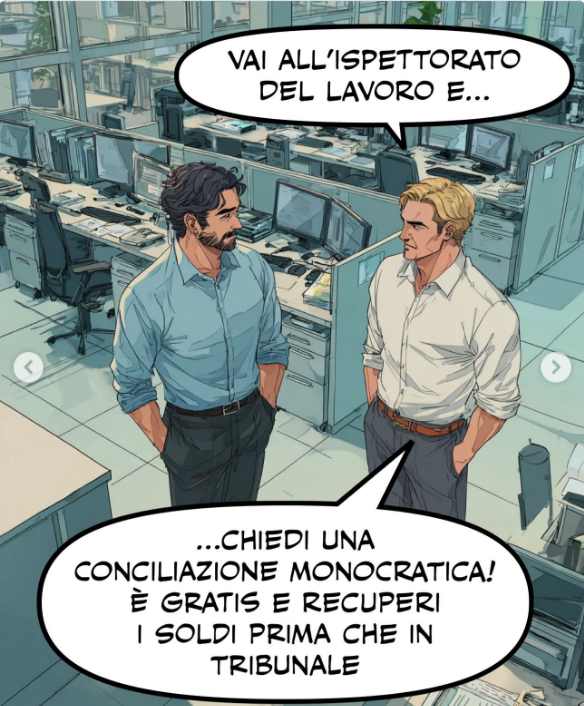 VAI ALL'ISPETTORATO
DEL LAVORO E...
...CHIEDI UNA
CONCILIAZIONE MONOCRATICA!
È GRATIS E RECUPERI
I SOLDI PRIMA CHE IN
TRIBUNALE